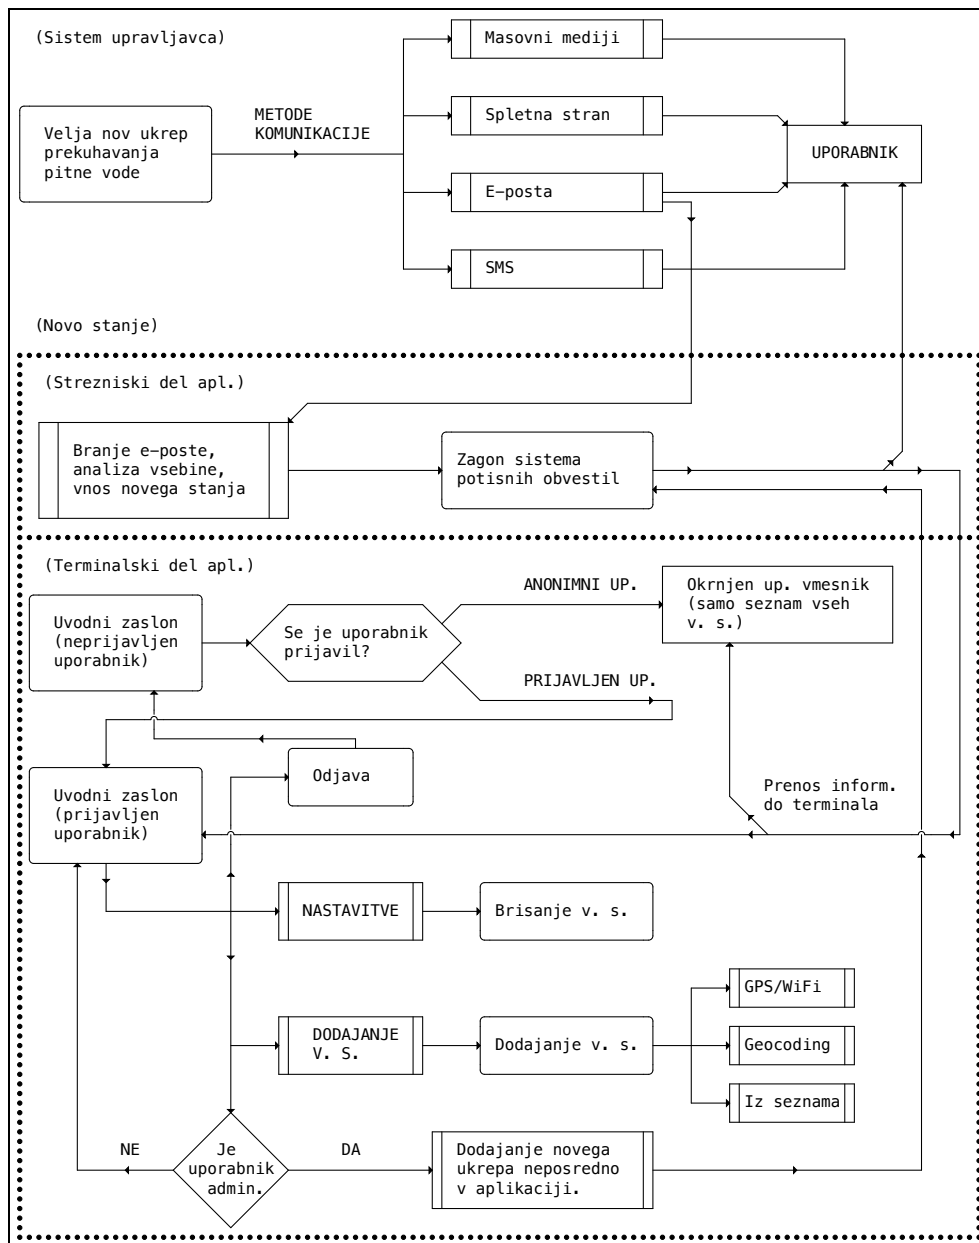 (Sistem upravljavca)
Masovni mediji
METODE
KOMUNIKACIJE
Velja nov ukrep
prekuhavanja
pitne vode
Spletna stran
UPORABNIK
E-posta
SMS
(Novo stanje)
(Strezniski del apl.)
Branje e-poste,
analiza vsebine,
vnos novega stanja
Zagon sistema
potisnih obvestil
(Terminalski del apl.)
ANONIMNI UP.
Okrnjen up. vmesnik
(samo seznam vseh
v. s.)
Uvodni zaslon
(neprijavljen
uporabnik)
Se je uporabnik
prijavil?
PRIJAVLJEN UP.
Odjava
Uvodni zaslon
(prijavljen
uporabnik)
Prenos inform.
do terminala
NASTAVITVE
Brisanje v. s.
GPS/WiFi
DODAJANJE
V. S.
Dodajanje v. s.
Geocoding
Iz seznama
NE
Je
uporabnik
admin.
DA
Dodajanje novega
ukrepa neposredno
v aplikaciji.